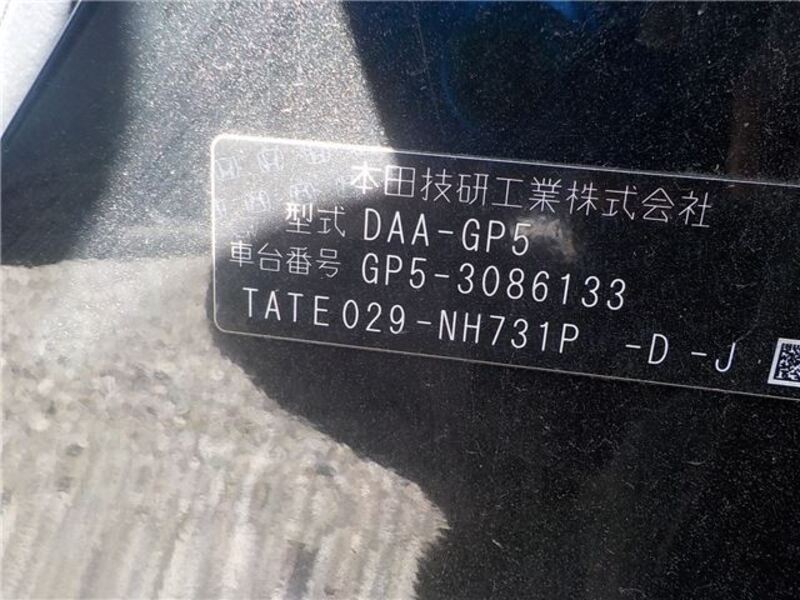 本田技研工業株式会社
型式 DAA-GP5
車台番号 GP5-3086133
TATE029-NH731P -D -J